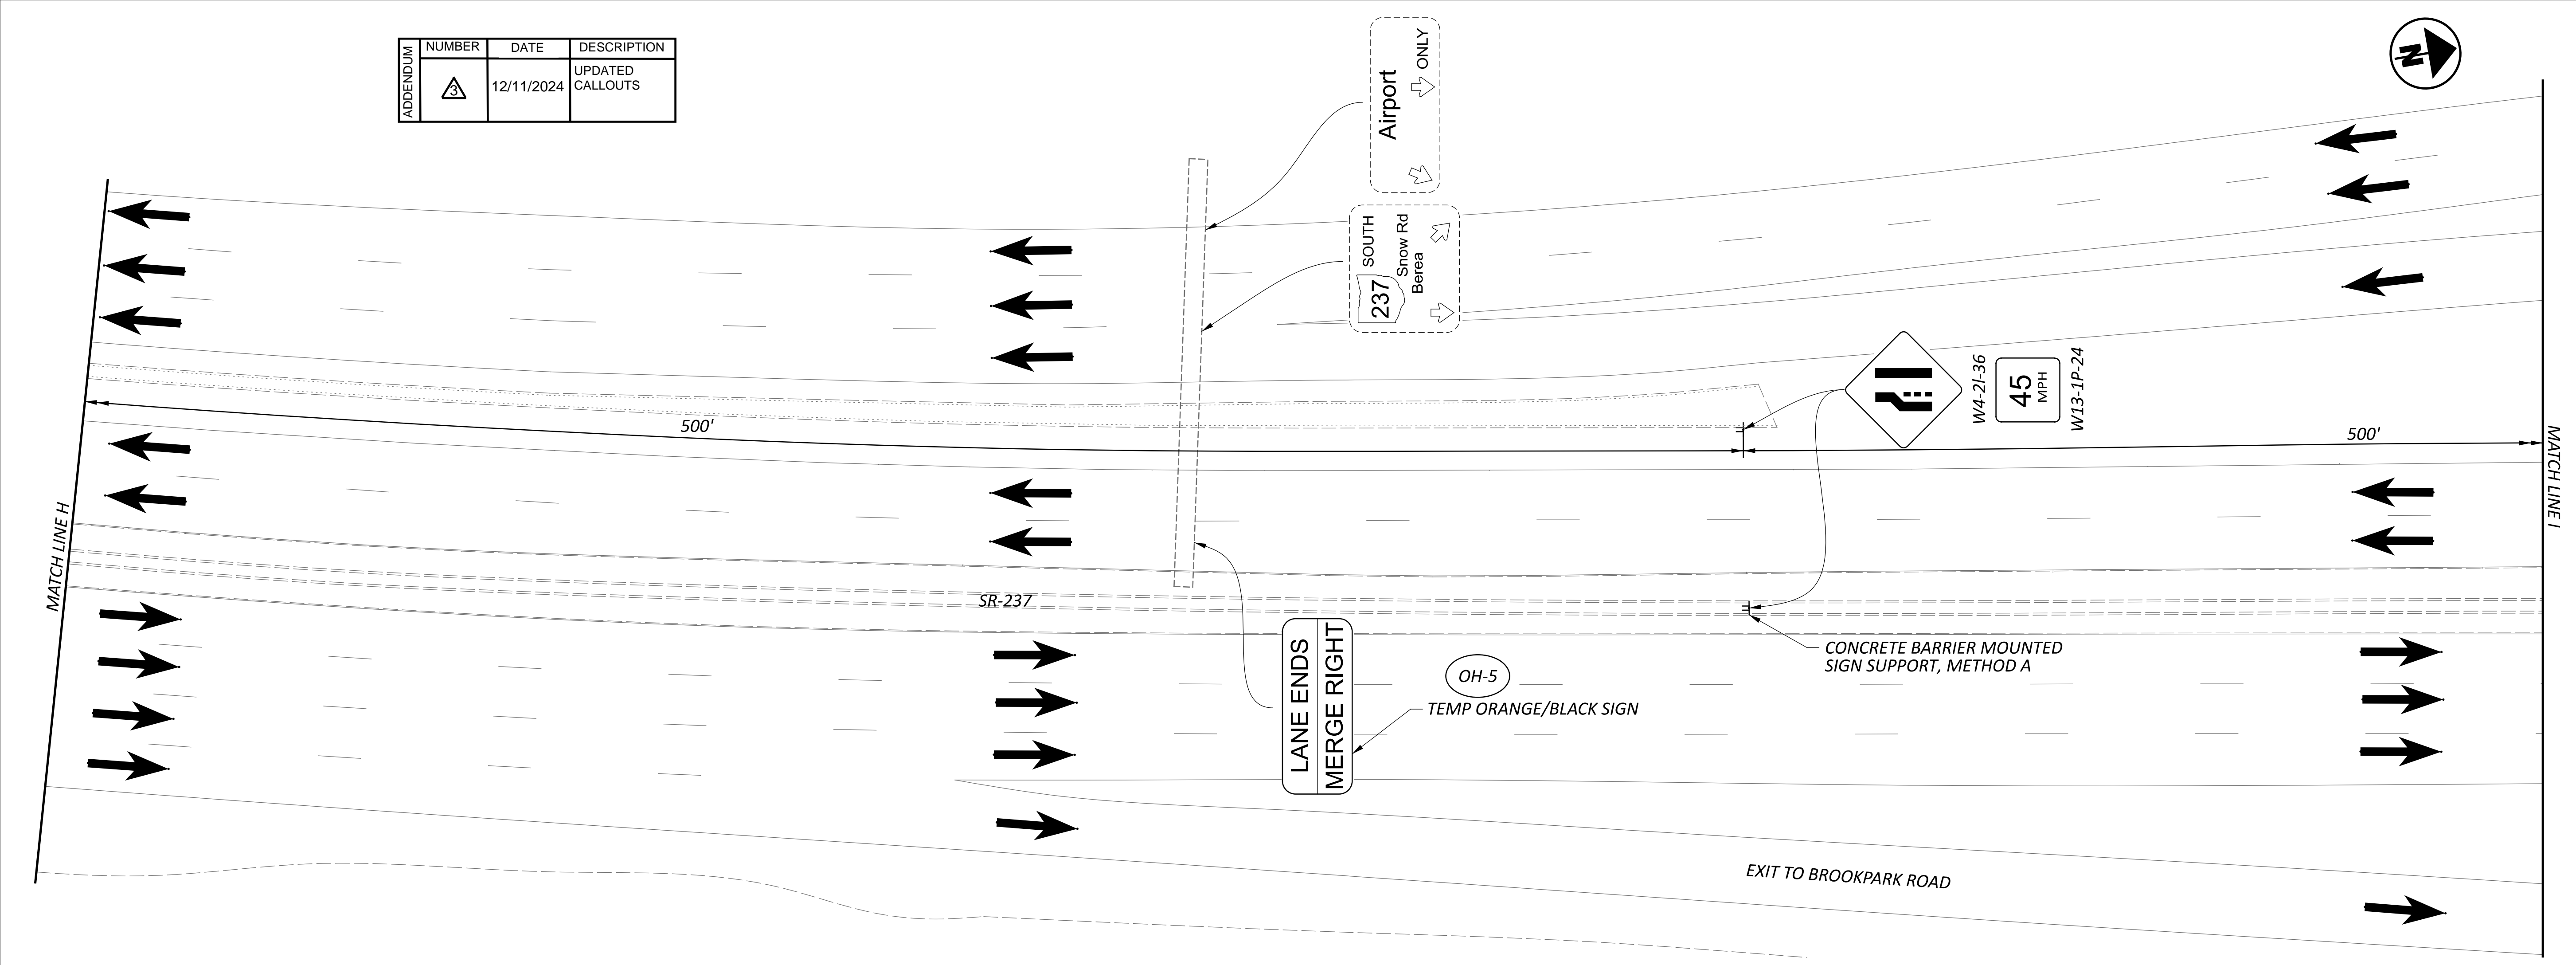 ADDENDUM
NUMBER DATE DESCRIPTION
3 12/11/2024 UPDATED
CALLOUTS
N
Airport
ONLY
SOUTH
237
Snow Rd
Berea
W4-2l-36
45
MPH
W13-1P-24
500'
500'
MATCH LINE H
MATCH LINE I
SR-237
CONCRETE BARRIER MOUNTED
SIGN SUPPORT, METHOD A
LANE ENDS
MERGE RIGHT
OH-5
TEMP ORANGE/BLACK SIGN
EXIT TO BROOKPARK ROAD